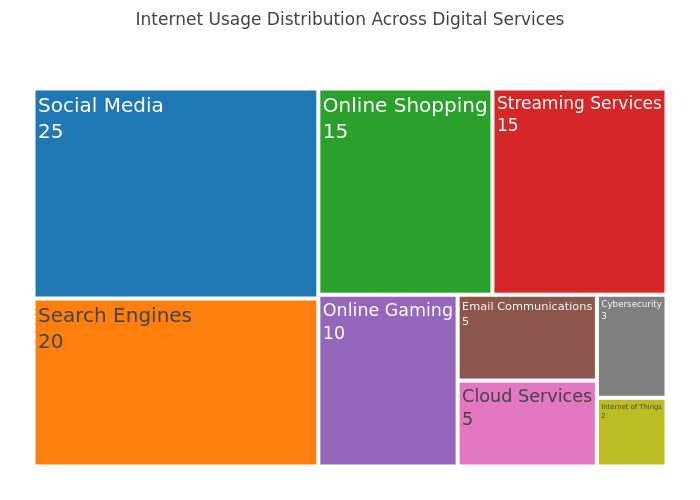 Internet Usage Distribution Across Digital Services
Social Media
25
Online Shopping
15
Streaming Services
15
Search Engines
20
Online Gaming
10
Email Communications
5
Cybersecurity
3
Cloud Services
5
Internet of Things
2